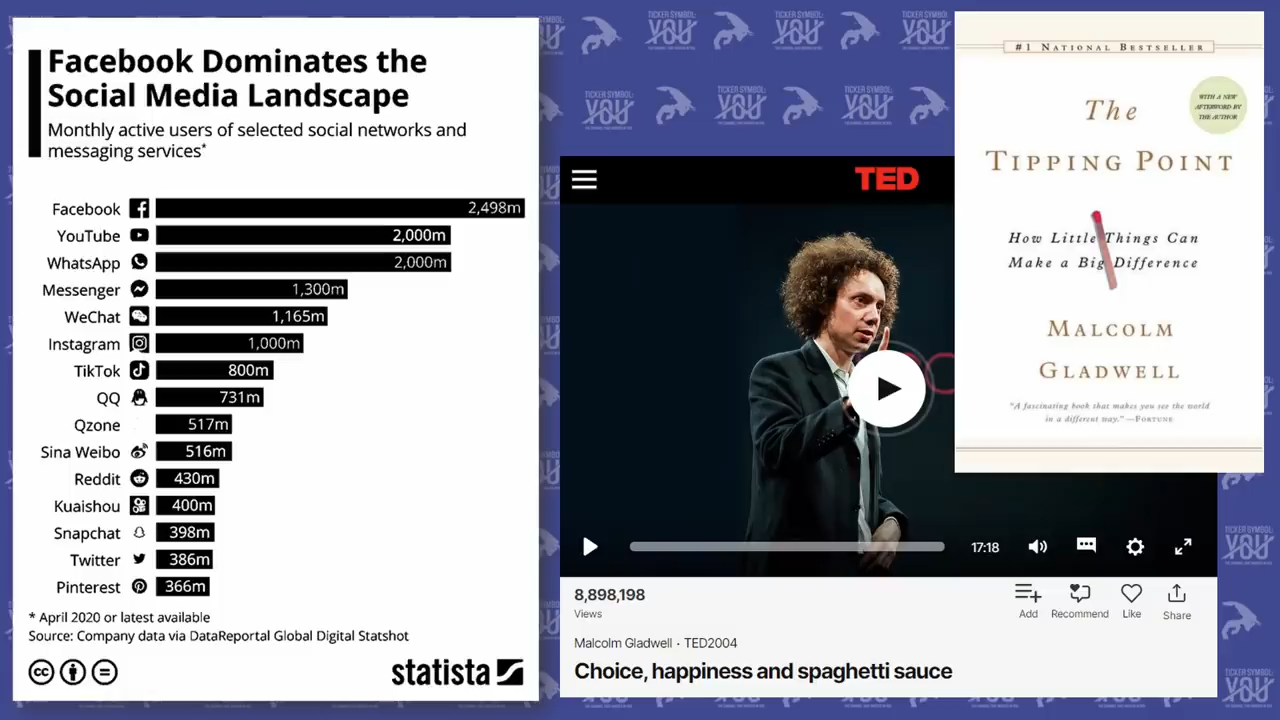 Facebook Dominates the
Social Media Landscape
Monthly active users of selected social networks and
messaging services*
Facebook 2,498m
YouTube 2,000m
WhatsApp 2,000m
Messenger 1,300m
WeChat 1,165m
Instagram 1,000m
TikTok 800m
QQ 731m
Qzone 517m
Sina Weibo 516m
Reddit 430m
Kuaishou 400m
Snapchat 398m
Twitter 386m
Pinterest 366m
* April 2020 or latest available
Source: Company data via DataReportal Global Digital Statshot
cc
statista
TICKER SYMBOL:
YOU
TED
17:18
8,898,198
Views
Add
Recommend
Like
Share
Malcolm Gladwell · TED2004
Choice, happiness and spaghetti sauce
#1 NATIONAL BESTSELLER
WITH A NEW
AFTERWORD BY
THE AUTHOR
The
TIPPING POINT
How Little Things Can
Make a Big Difference
MALCOLM
GLADWELL
"A fascinating book that makes you see the world
in a different way." —FORTUNE